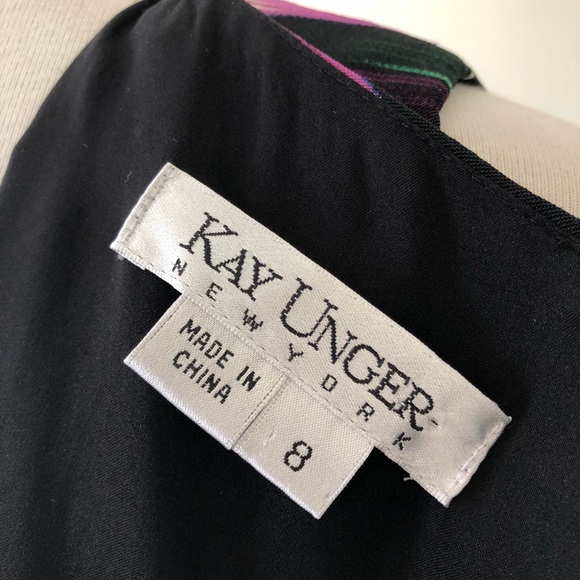 KAY UNGER
NEW YORK
MADE IN
CHINA
8